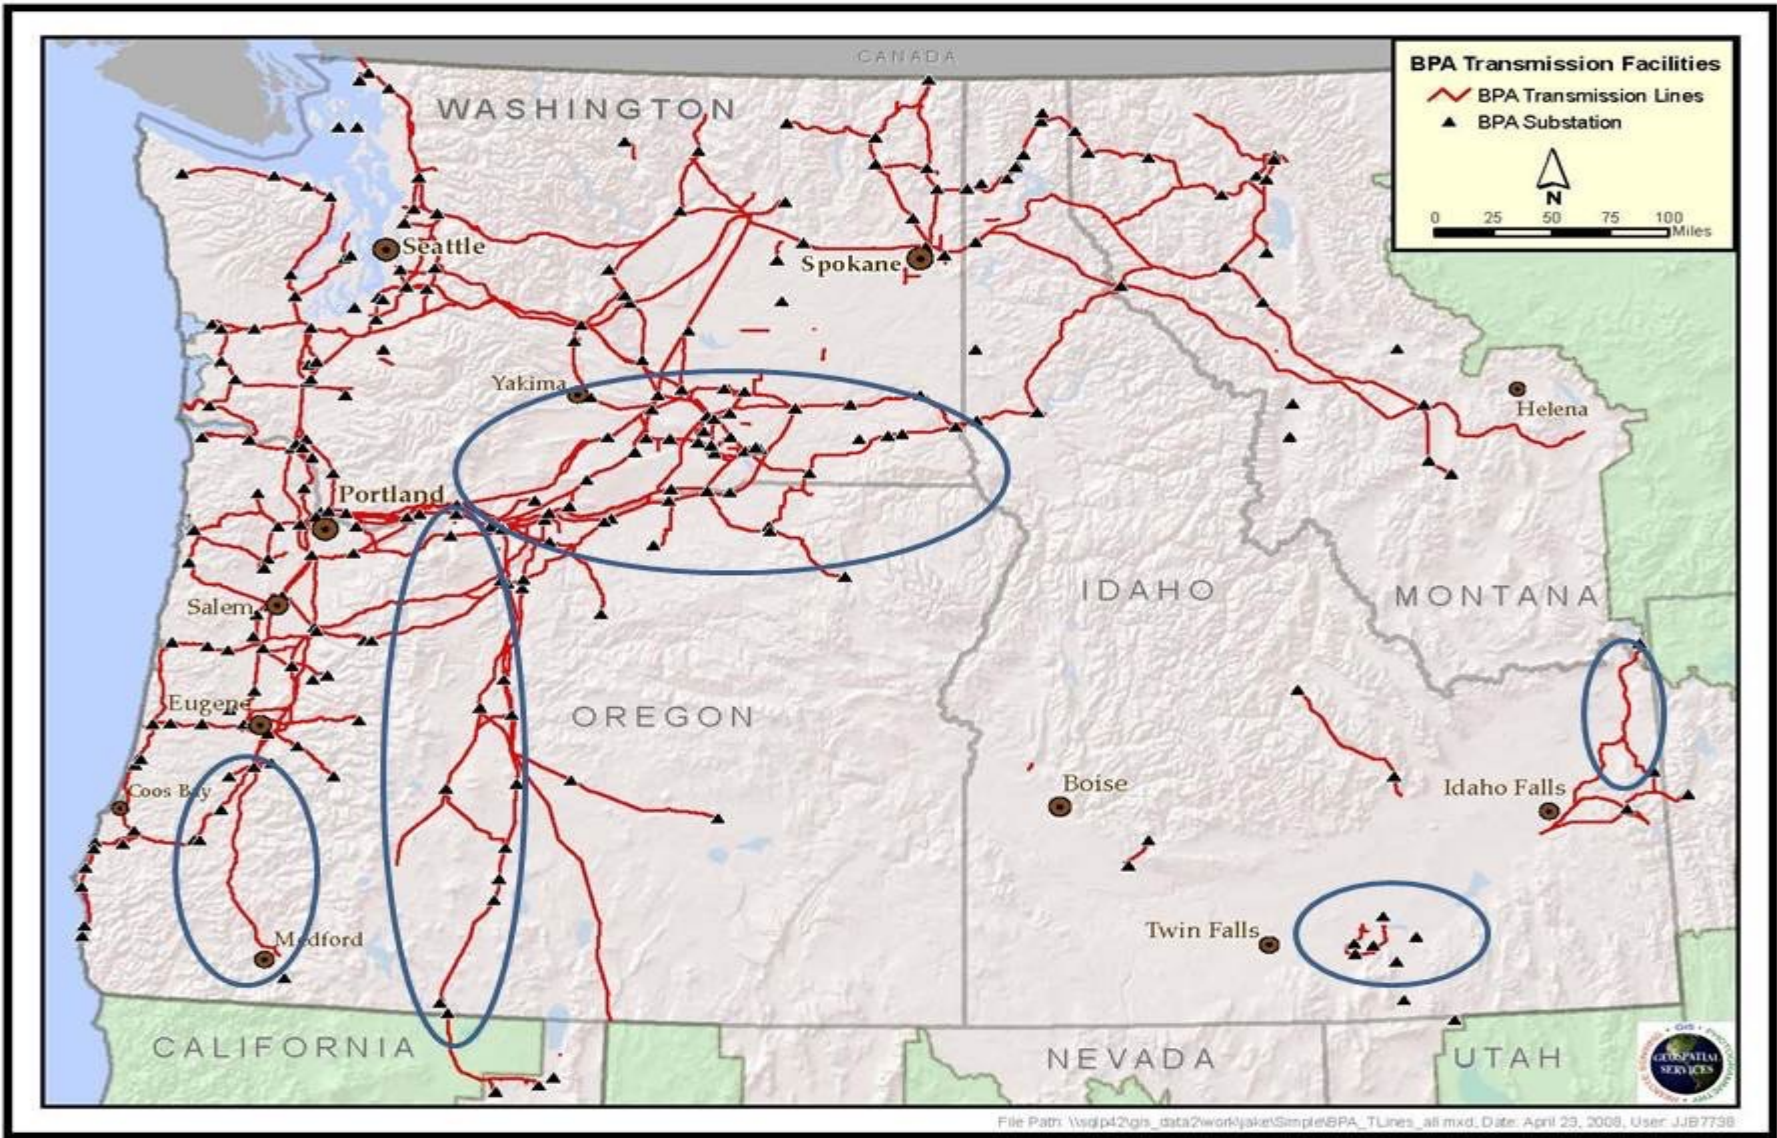 CANADA
BPA Transmission Facilities
BPA Transmission Lines
BPA Substation
N
0 25 50 75 100
Miles
WASHINGTON
Seattle
Spokane
Yakima
Helena
Portland
Salem
IDAHO
MONTANA
Eugene
OREGON
Boise
Idaho Falls
Coos Bay
Twin Falls
Medford
CALIFORNIA
NEVADA
UTAH
GIS
GEOSPATIAL
SERVICES
File Path: \\sglp42\gis_data2\work\jake\Simple\BPA_TLines_all.mxd, Date: April 23, 2008, User: JJB7738